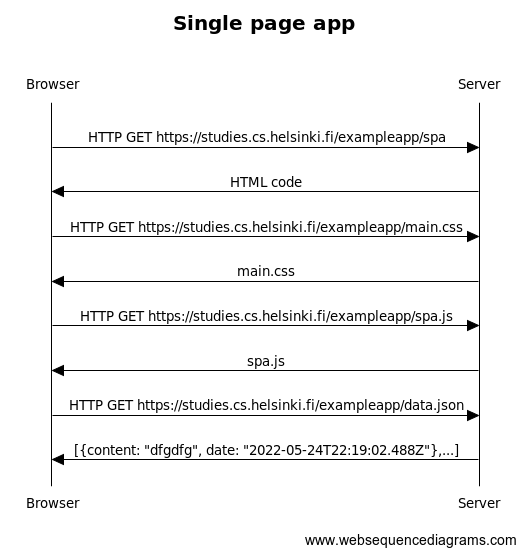 Single page app
Browser Server
HTTP GET https://studies.cs.helsinki.fi/exampleapp/spa
HTML code
HTTP GET https://studies.cs.helsinki.fi/exampleapp/main.css
main.css
HTTP GET https://studies.cs.helsinki.fi/exampleapp/spa.js
spa.js
HTTP GET https://studies.cs.helsinki.fi/exampleapp/data.json
[{content: "dfgdfg", date: "2022-05-24T22:19:02.488Z"},...]
Browser Server
www.websequencediagrams.com